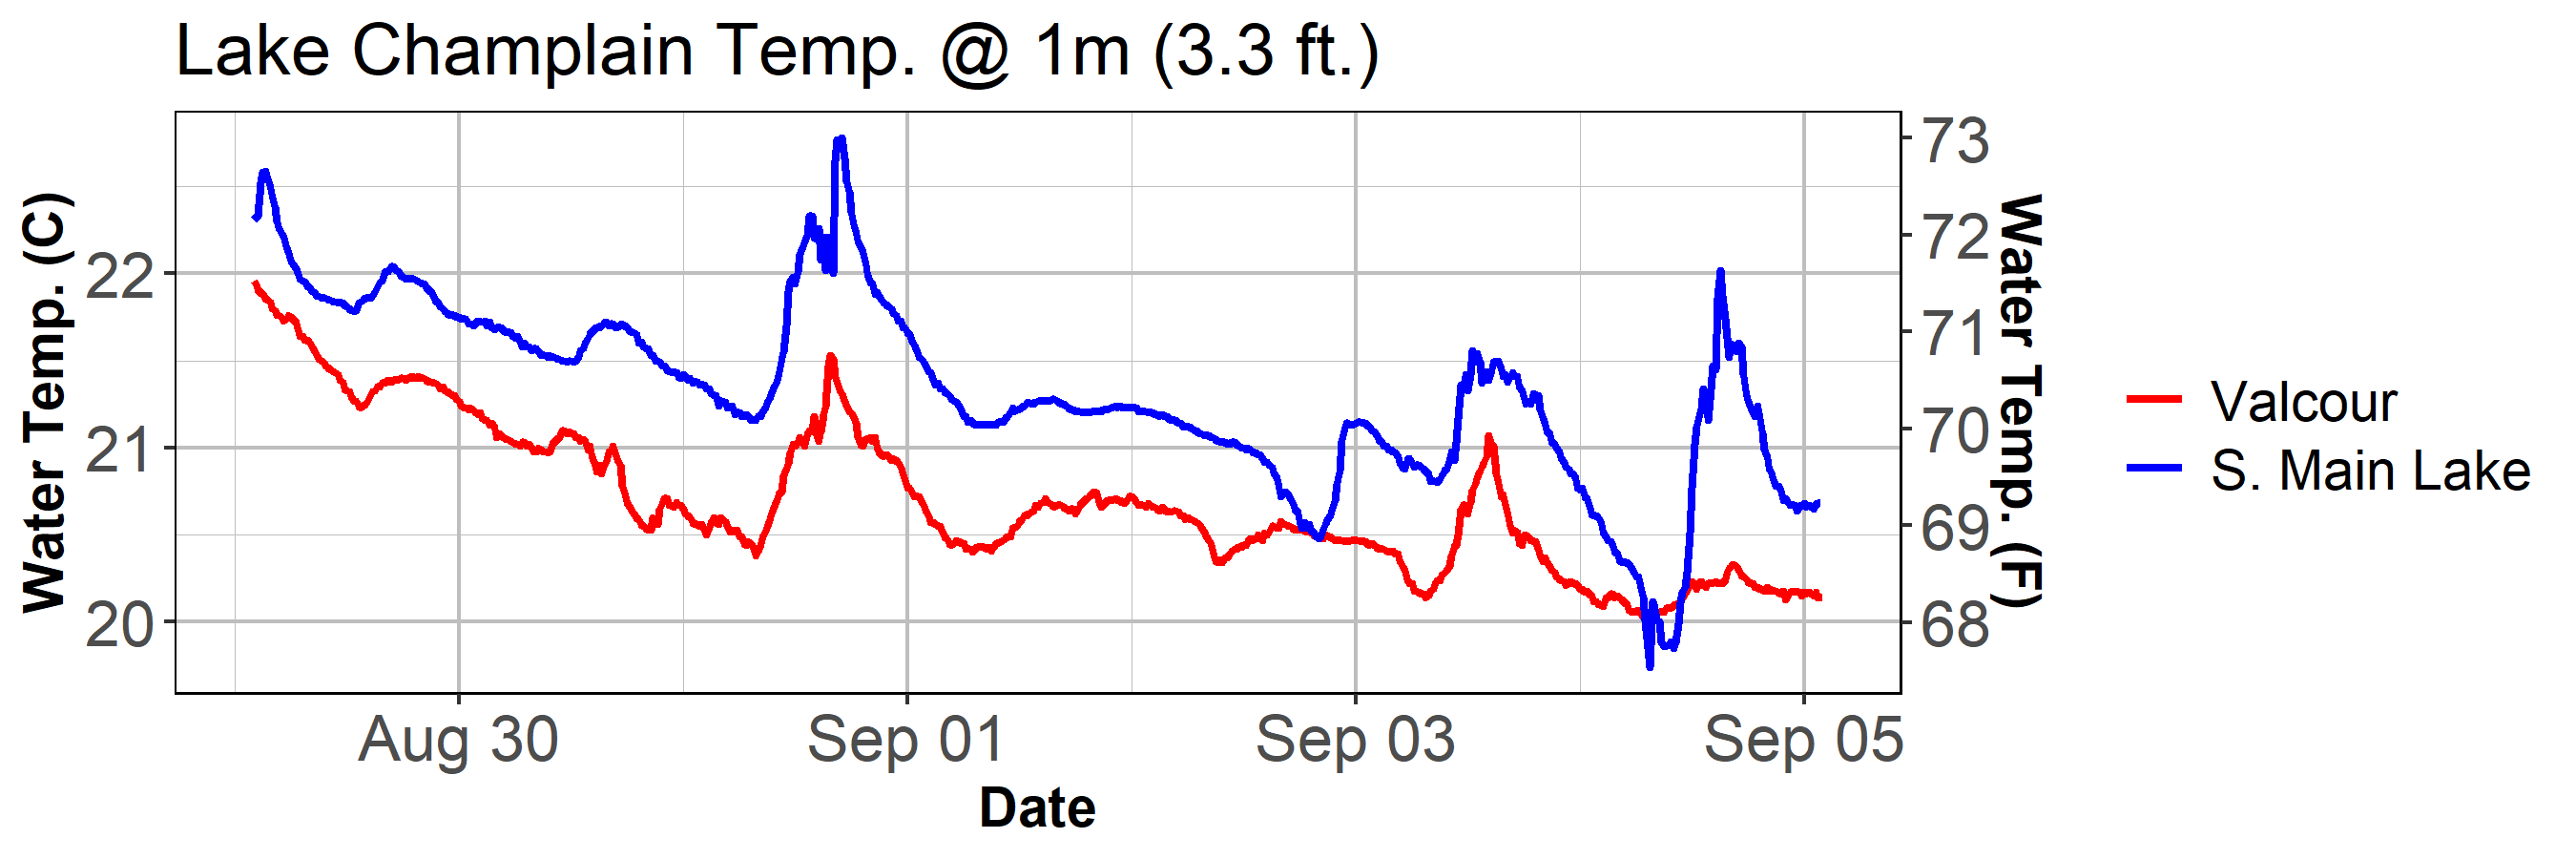 Lake Champlain Temp. @ 1m (3.3 ft.)
Water Temp. (C)
22
21
20
73
72
71
70
69
68
Water Temp. (F)
Aug 30
Sep 01
Sep 03
Sep 05
Date
Valcour
S. Main Lake